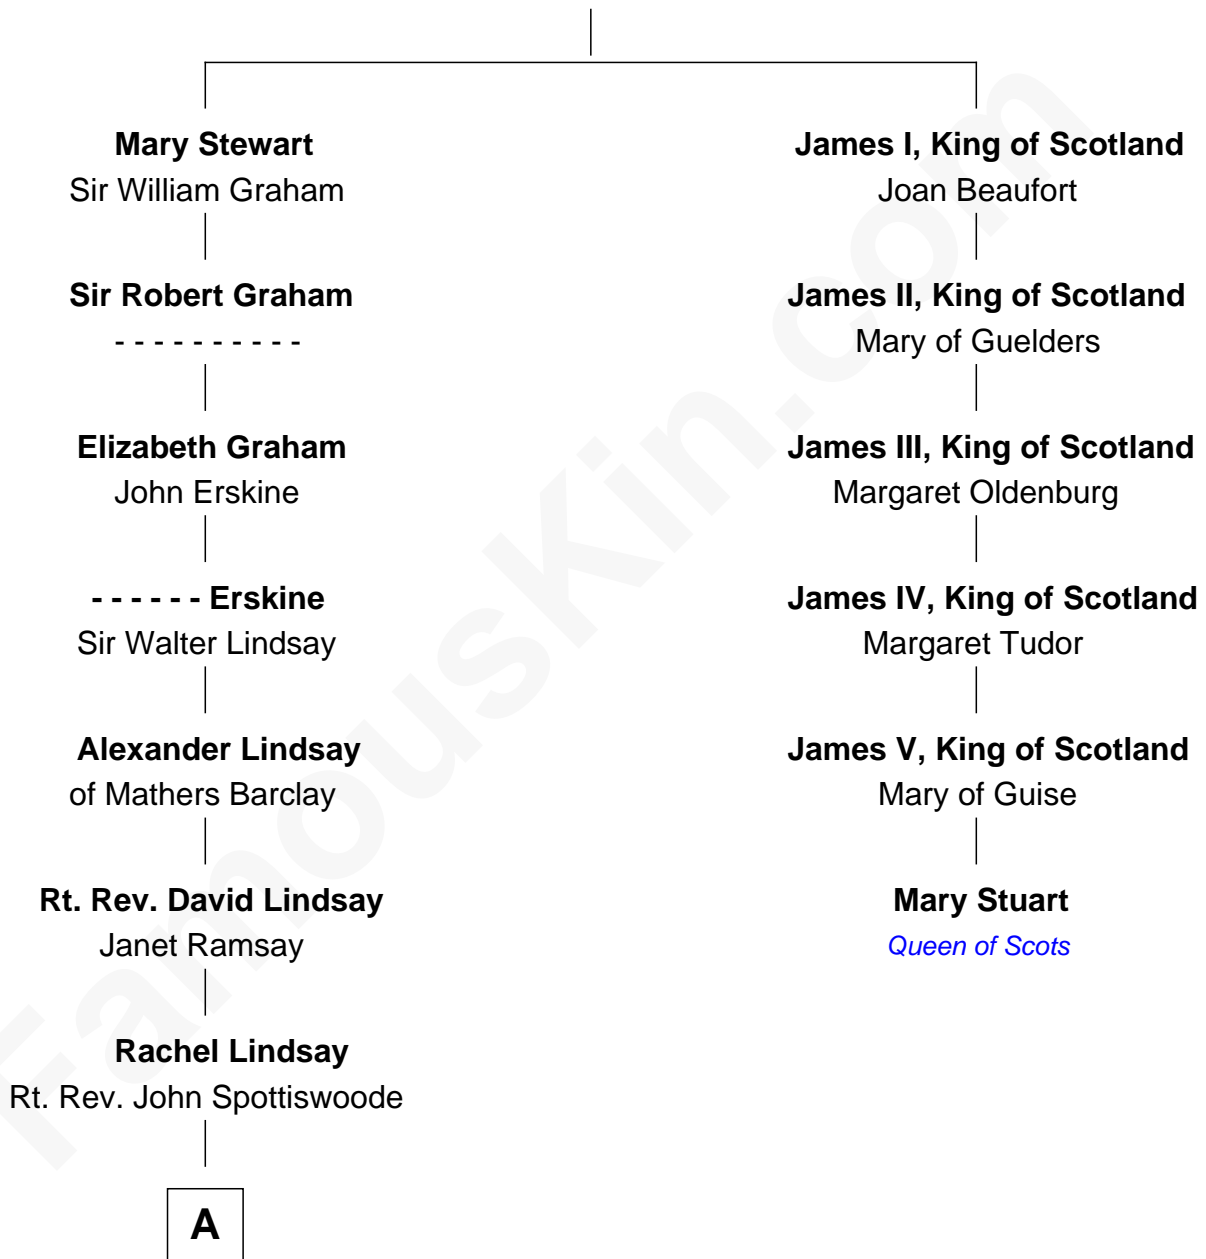 Mary Stewart
Sir William Graham
Sir Robert Graham
- - - - - - - - - -
Elizabeth Graham
John Erskine
- - - - - - Erskine
Sir Walter Lindsay
Alexander Lindsay
of Mathers Barclay
Rt. Rev. David Lindsay
Janet Ramsay
Rachel Lindsay
Rt. Rev. John Spottiswoode
A
James I, King of Scotland
Joan Beaufort
James II, King of Scotland
Mary of Guelders
James III, King of Scotland
Margaret Oldenburg
James IV, King of Scotland
Margaret Tudor
James V, King of Scotland
Mary of Guise
Mary Stuart
Queen of Scots
FamousKin.com